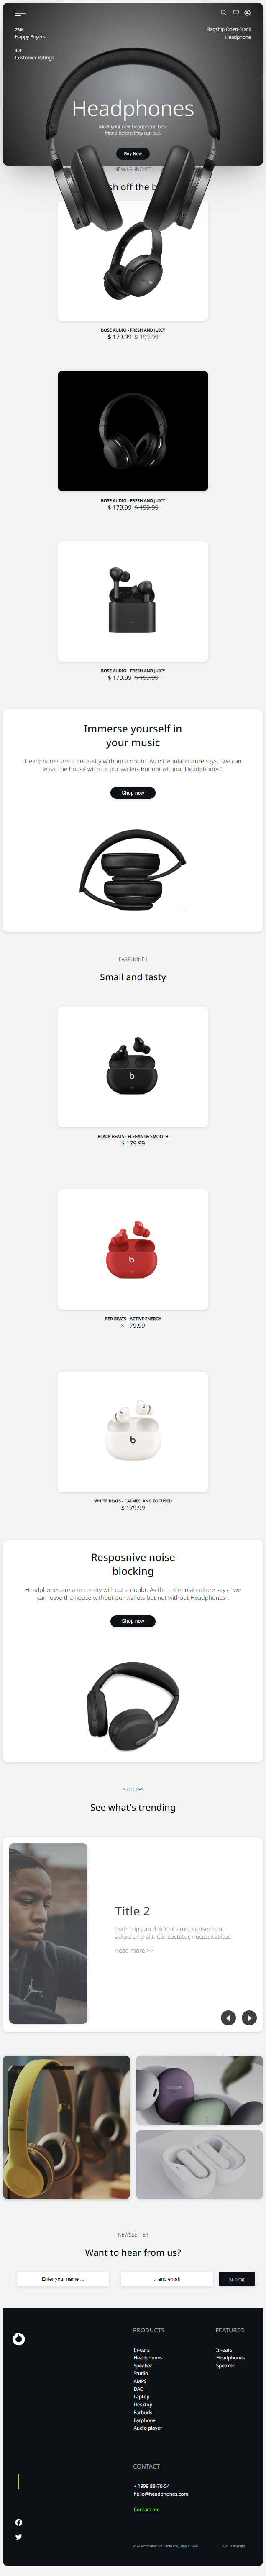 274K
Happy Buyers
4.9
Customer Ratings
Flagship Open-Black
Headphone
Headphones
Meet your new headphone best
friend before they run out.
Buy Now
NEW LAUNCHES
sh off the b
BOSE AUDIO - FRESH AND JUICY
$ 179.99 $ 199.99
BOSE AUDIO - FRESH AND JUICY
$ 179.99 $ 199.99
BOSE AUDIO - FRESH AND JUICY
$ 179.99 $ 199.99
Immerse yourself in
your music
Headphones are a necessity without a doubt. As millennial culture says, "we can
leave the house without pur wallets but not without Headphones".
Shop now
EARPHONES
Small and tasty
BLACK BEATS - ELEGANT& SMOOTH
$ 179.99
RED BEATS - ACTIVE ENERGY
$ 179.99
WHITE BEATS - CALMED AND FOCUSED
$ 179.99
Resposnive noise
blocking
Headphones are a necessity without a doubt. As the millennial culture says, "we
can leave the house without pur wallets but not without Headphones".
Shop now
ARTICLES
See what's trending
Title 2
Lorem ipsum dolor sit amet consectetur
adipisicing elit. Consectetur necessitatibus.
Read more >>
NEWSLETTER
Want to hear from us?
Enter your name ...
... and email
Submit
PRODUCTS
In-ears
Headphones
Speaker
Studio
AMPS
DAC
Laptop
Desktop
Earbuds
Earphone
Audio player
FEATURED
In-ears
Headphones
Speaker
CONTACT
+ 1999 88-76-54
hello@headphones.com
Contact me